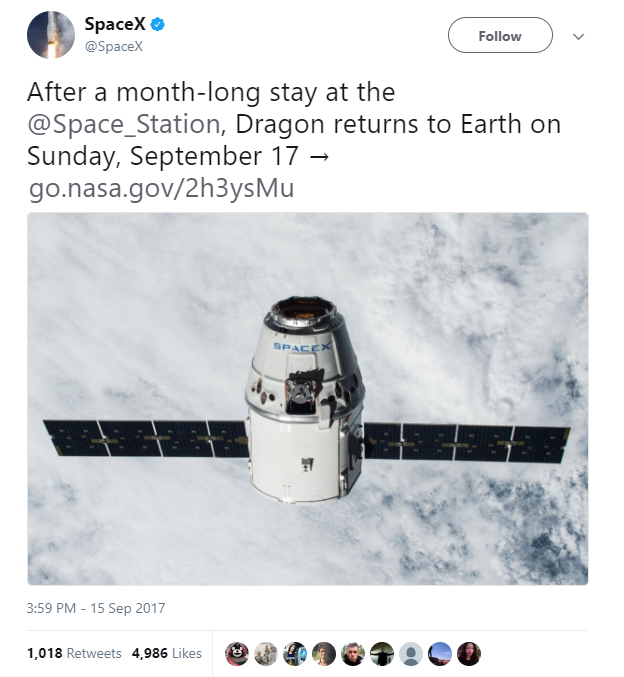 SpaceX
@SpaceX
Follow
After a month-long stay at the
@Space_Station, Dragon returns to Earth on
Sunday, September 17 →
go.nasa.gov/2h3ysMu
SPACEX
3:59 PM - 15 Sep 2017
1,018 Retweets 4,986 Likes